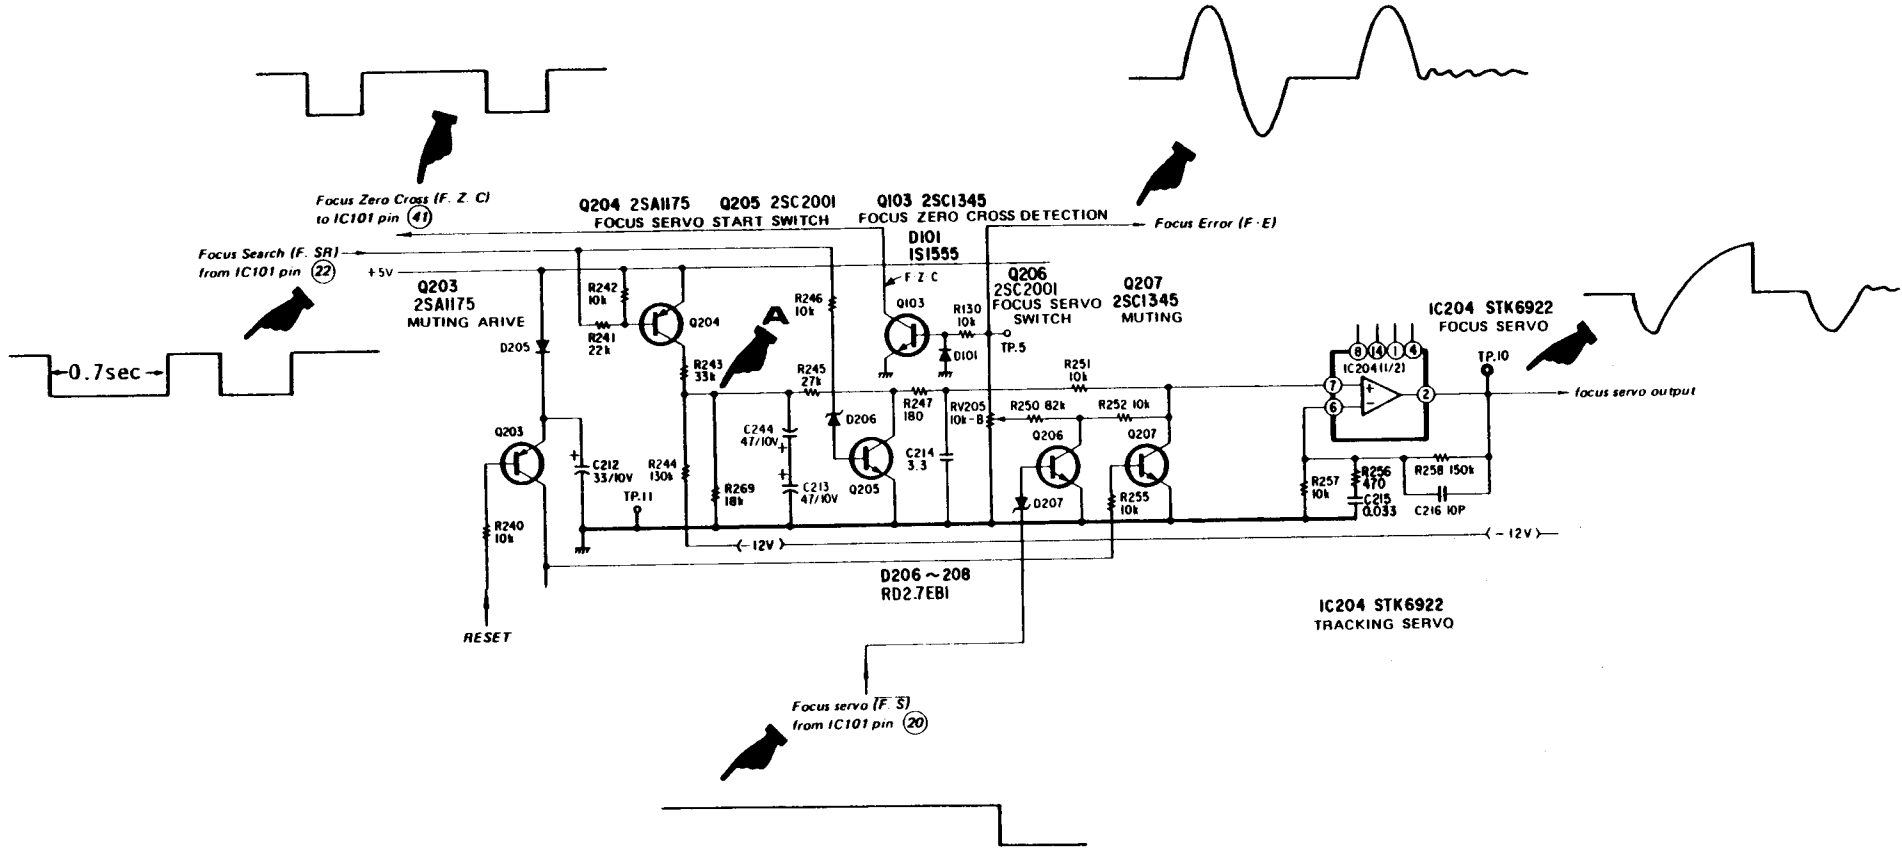 Focus Zero Cross (F. Z. C)
to IC101 pin 41
Focus Search (F. SR)
from IC101 pin 22
+5V
0.7sec
Q204 2SA1175 Q205 2SC2001
FOCUS SERVO START SWITCH
Q103 2SC1345
FOCUS ZERO CROSS DETECTION
D101
1S1555
Focus Error (F·E)
Q203
2SA1175
MUTING ARIVE
R242
10k
R241
22k
Q204
D205
R243
33k
A
R246
10k
F·Z·C
Q103
D101
R130
10k
TP.5
Q206
2SC2001
FOCUS SERVO
SWITCH
Q207
2SC1345
MUTING
IC204 STK6922
FOCUS SERVO
8 14 1 4
IC204(1/2)
7
6
+
-
2
TP.10
focus servo output
R245
27k
R247
180
R251
10k
RV205
10k-B
R250 82k
R252 10k
D206
Q203
+
C212
33/10V
R244
130k
TP.11
R269
18k
C244
47/10V
+
+
C213
47/10V
Q205
C214
3.3
Q206
Q207
D207
R255
10k
R257
10k
R256
470
C215
0.033
R258 150k
C216 10P
R240
10k
(-12V)
(-12V)
RESET
D206~208
RD2.7EB1
IC204 STK6922
TRACKING SERVO
Focus servo (F. S)
from IC101 pin 20